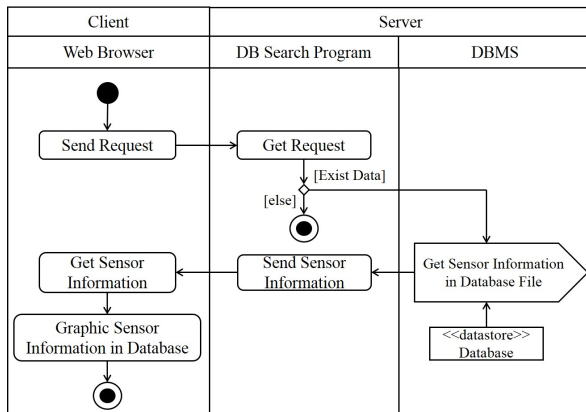 Client
Server
Web Browser
DB Search Program
DBMS
Send Request
Get Request
[Exist Data]
[else]
Get Sensor
Information
Send Sensor
Information
Get Sensor Information
in Database File
Graphic Sensor
Information in Database
<<datastore>>
Database